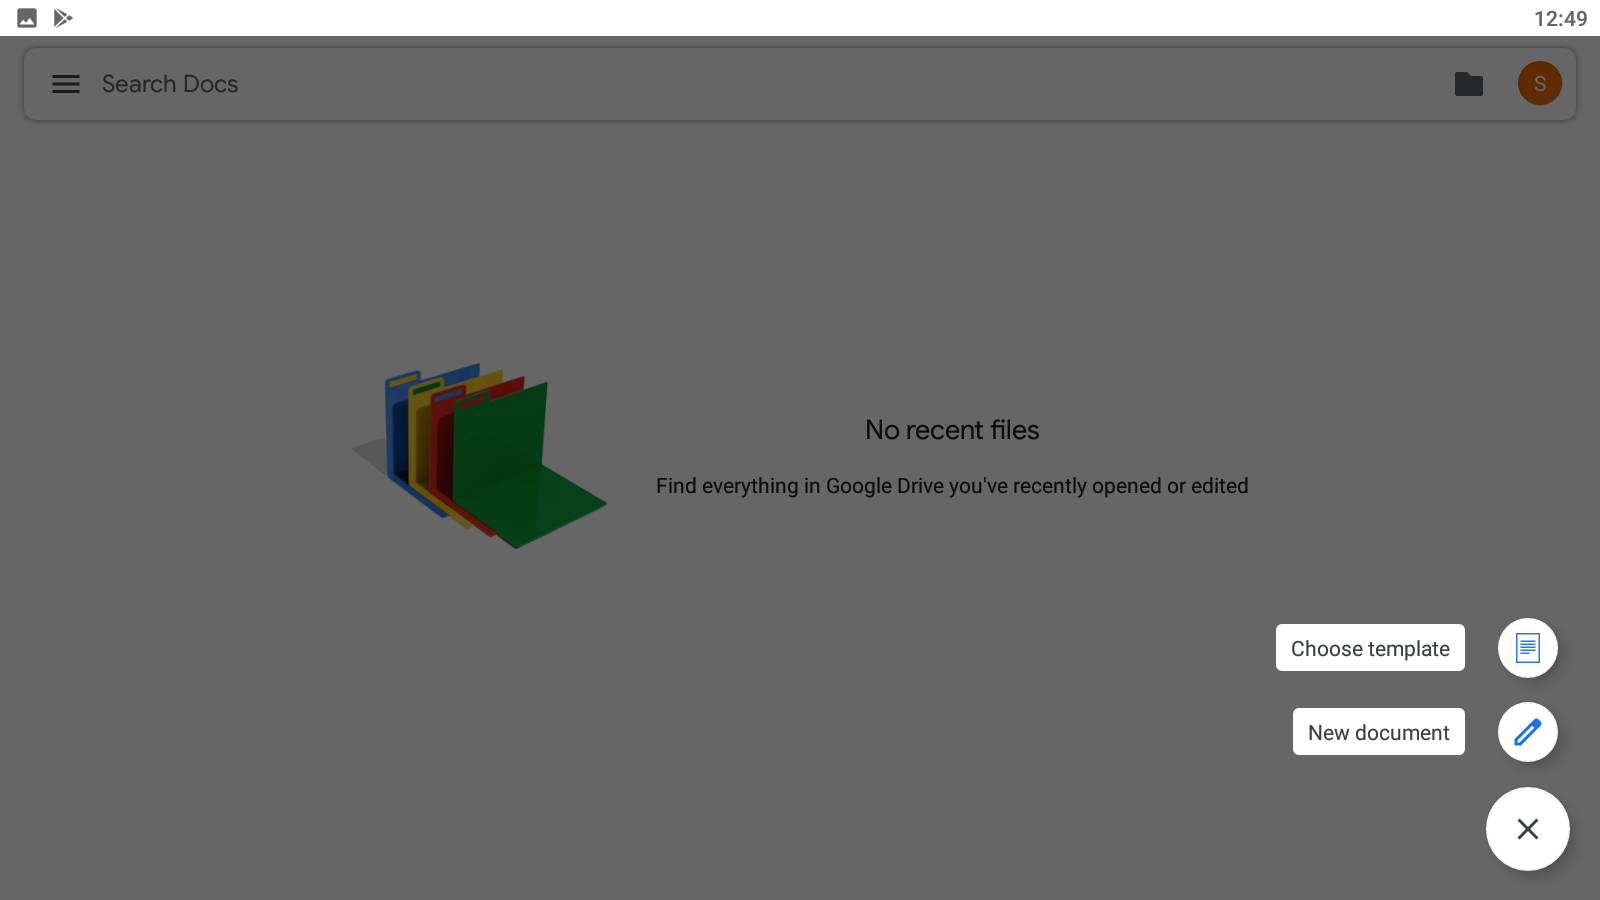 12:49
Search Docs
S
No recent files
Find everything in Google Drive you've recently opened or edited
Choose template
New document